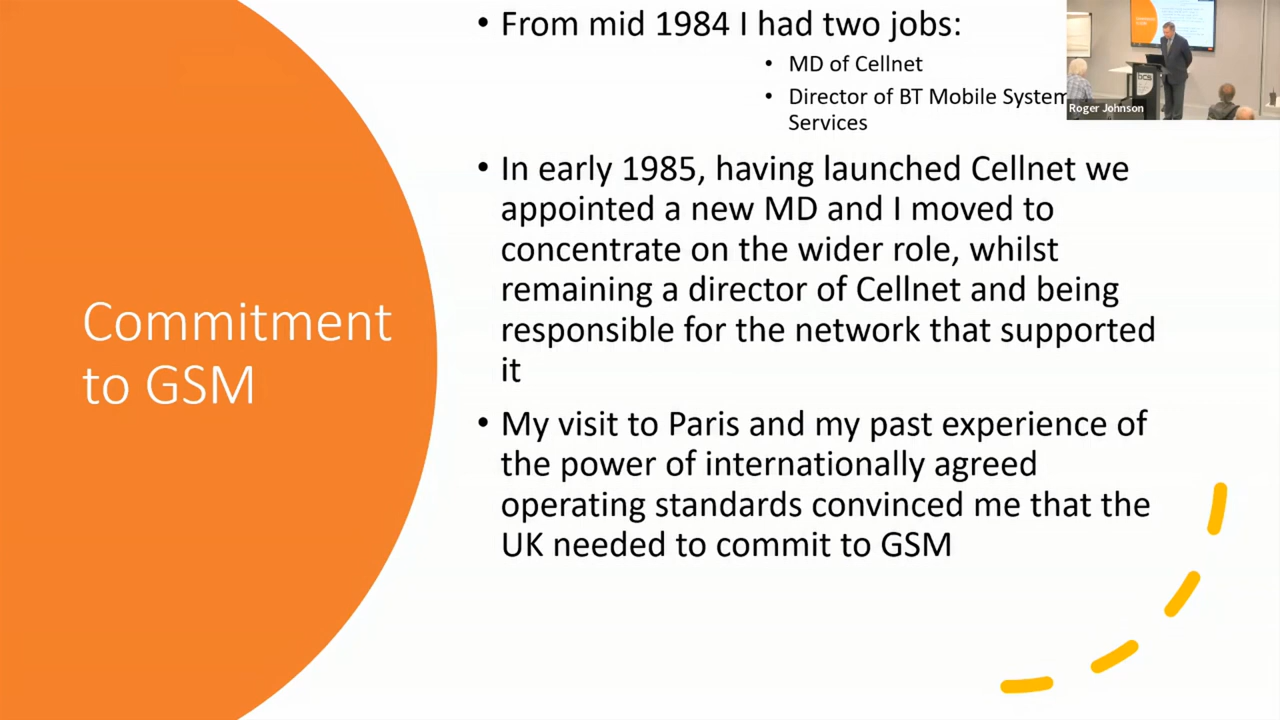 Commitment
to GSM
• From mid 1984 I had two jobs:
• MD of Cellnet
• Director of BT Mobile System
Services
• In early 1985, having launched Cellnet we
appointed a new MD and I moved to
concentrate on the wider role, whilst
remaining a director of Cellnet and being
responsible for the network that supported
it
• My visit to Paris and my past experience of
the power of internationally agreed
operating standards convinced me that the
UK needed to commit to GSM
bcs
Roger Johnson